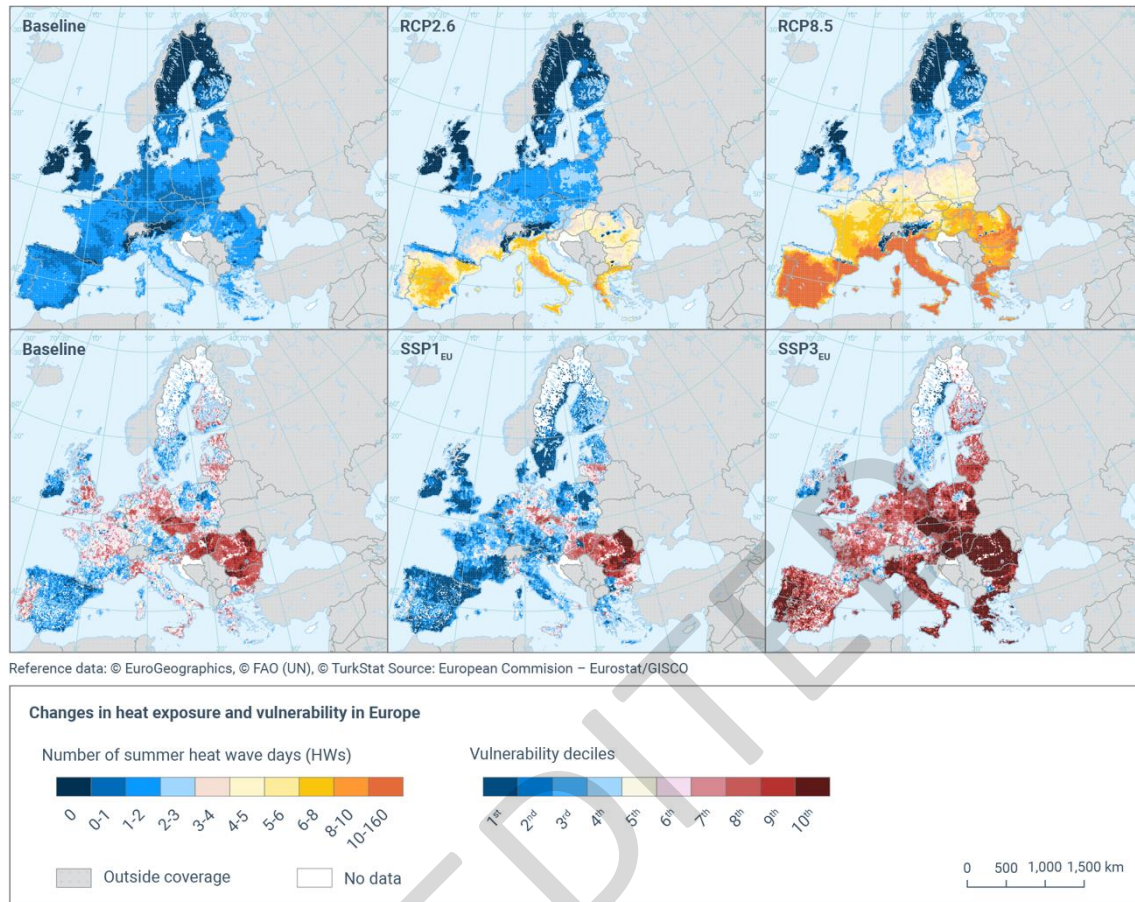 Baseline
RCP2.6
RCP8.5
Baseline
SSP1EU
SSP3EU
Reference data: © EuroGeographics, © FAO (UN), © TurkStat Source: European Commision – Eurostat/GISCO
Changes in heat exposure and vulnerability in Europe
Number of summer heat wave days (HWs)
0
0-1
1-2
2-3
3-4
4-5
5-6
6-8
8-10
10-160
Vulnerability deciles
1st
2nd
3rd
4th
5th
6th
7th
8th
9th
10th
Outside coverage
No data
0 500 1,000 1,500 km
EDITED